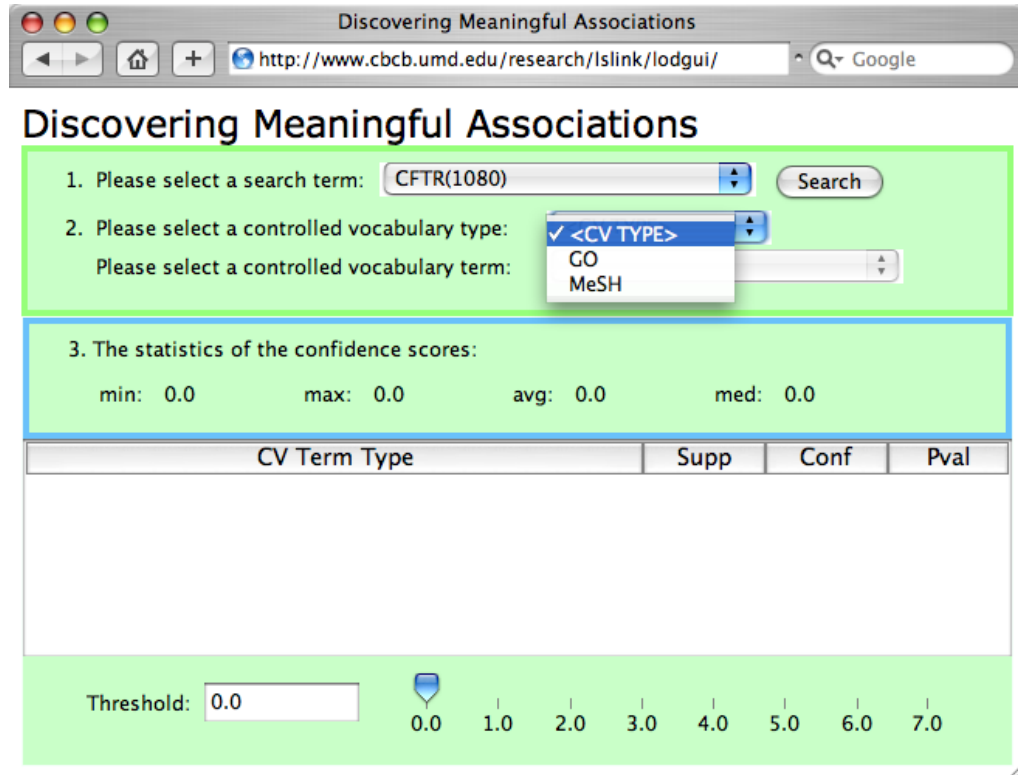 Discovering Meaningful Associations
http://www.cbcb.umd.edu/research/lslink/lodgui/ Google
Discovering Meaningful Associations
1. Please select a search term: CFTR(1080) Search
2. Please select a controlled vocabulary type: ✓ <CV TYPE>
GO
Please select a controlled vocabulary term:
MeSH
3. The statistics of the confidence scores:
min: 0.0 max: 0.0 avg: 0.0 med: 0.0
CV Term Type Supp Conf Pval
Threshold: 0.0
0.0 1.0 2.0 3.0 4.0 5.0 6.0 7.0